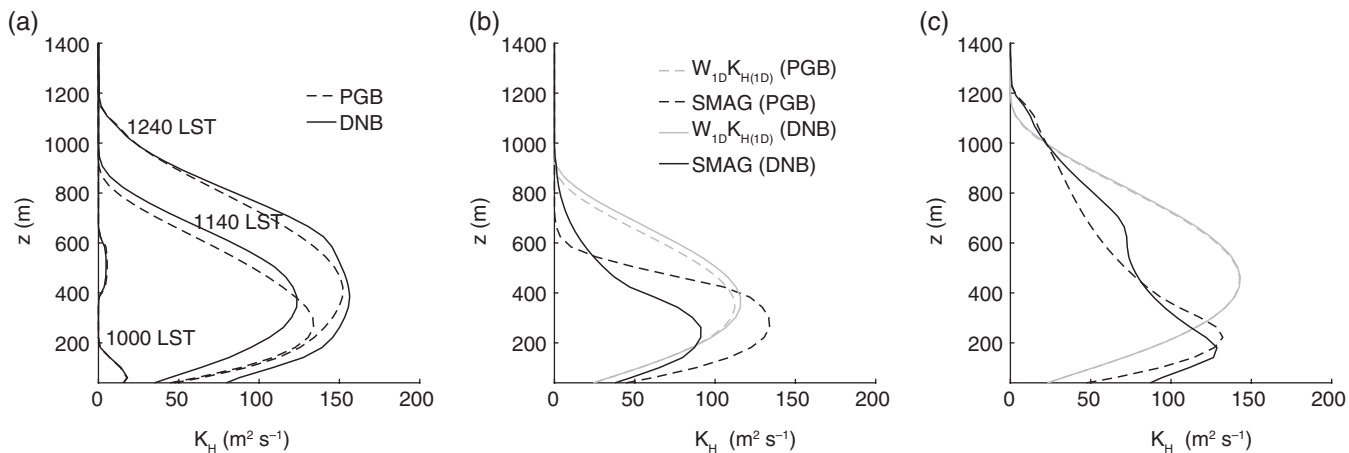 (a)
1400
1200
1000
800
600
400
200
z (m)
0
50
100
150
200
K_H (m² s⁻¹)
1240 LST
1140 LST
1000 LST
PGB
DNB
(b)
1400
1200
1000
800
600
400
200
z (m)
0
50
100
150
200
K_H (m² s⁻¹)
W_1D K_H(1D) (PGB)
SMAG (PGB)
W_1D K_H(1D) (DNB)
SMAG (DNB)
(c)
1400
1200
1000
800
600
400
200
z (m)
0
50
100
150
200
K_H (m² s⁻¹)